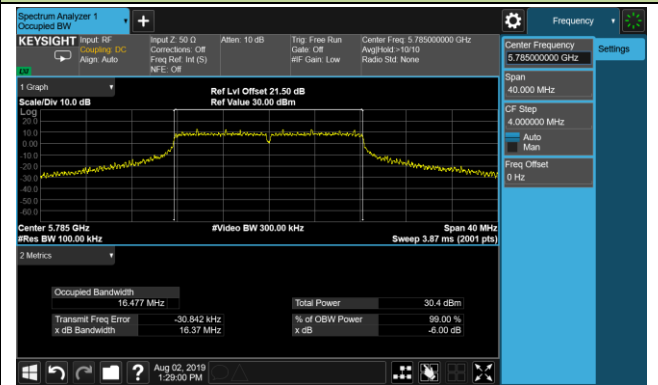 Spectrum Analyzer 1
Occupied BW
Frequency
KEYSIGHT
Input: RF
Coupling: DC
Align: Auto
Input Z: 50 Ω
Corrections: Off
Freq Ref: Int (S)
NFE: Off
Atten: 10 dB
Trig: Free Run
Gate: Off
#IF Gain: Low
Center Freq: 5.785000000 GHz
Avg|Hold:>10/10
Radio Std: None
Center Frequency
5.785000000 GHz
Settings
Span
40.000 MHz
CF Step
4.000000 MHz
Auto
Man
Freq Offset
0 Hz
1 Graph
Scale/Div 10.0 dB
Ref Lvl Offset 21.50 dB
Ref Value 30.00 dBm
Log
20.0
10.0
0.00
-10.0
-20.0
-30.0
-40.0
-50.0
-60.0
Center 5.785 GHz
#Res BW 100.00 kHz
#Video BW 300.00 kHz
Span 40 MHz
Sweep 3.87 ms (2001 pts)
2 Metrics
Occupied Bandwidth
16.477 MHz
Total Power 30.4 dBm
Transmit Freq Error -30.842 kHz
% of OBW Power 99.00 %
x dB Bandwidth 16.37 MHz
x dB -6.00 dB
Aug 02, 2019
1:29:00 PM